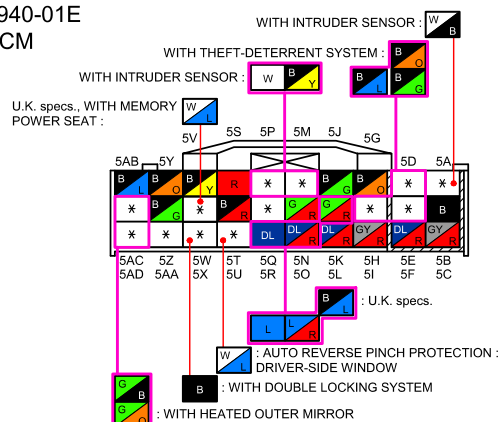 940-01E
CM
WITH INTRUDER SENSOR :
W
B
WITH THEFT-DETERRENT SYSTEM :
B
O
WITH INTRUDER SENSOR :
W
B
Y
B
L
B
G
U.K. specs., WITH MEMORY
POWER SEAT :
W
L
5V 5S 5P 5M 5J 5G
5AB 5Y 5D 5A
B L B O B Y R * * B G B O * *
* B G * B R * G R G R * * * B
* * * * DL DL R DL R GY R DL R GY R
5AC 5Z 5W 5T 5Q 5N 5K 5H 5E 5B
5AD 5AA 5X 5U 5R 5O 5L 5I 5F 5C
B
L
: U.K. specs.
L
L
R
W
L
: AUTO REVERSE PINCH PROTECTION :
DRIVER-SIDE WINDOW
B
: WITH DOUBLE LOCKING SYSTEM
G
B
G
O
: WITH HEATED OUTER MIRROR